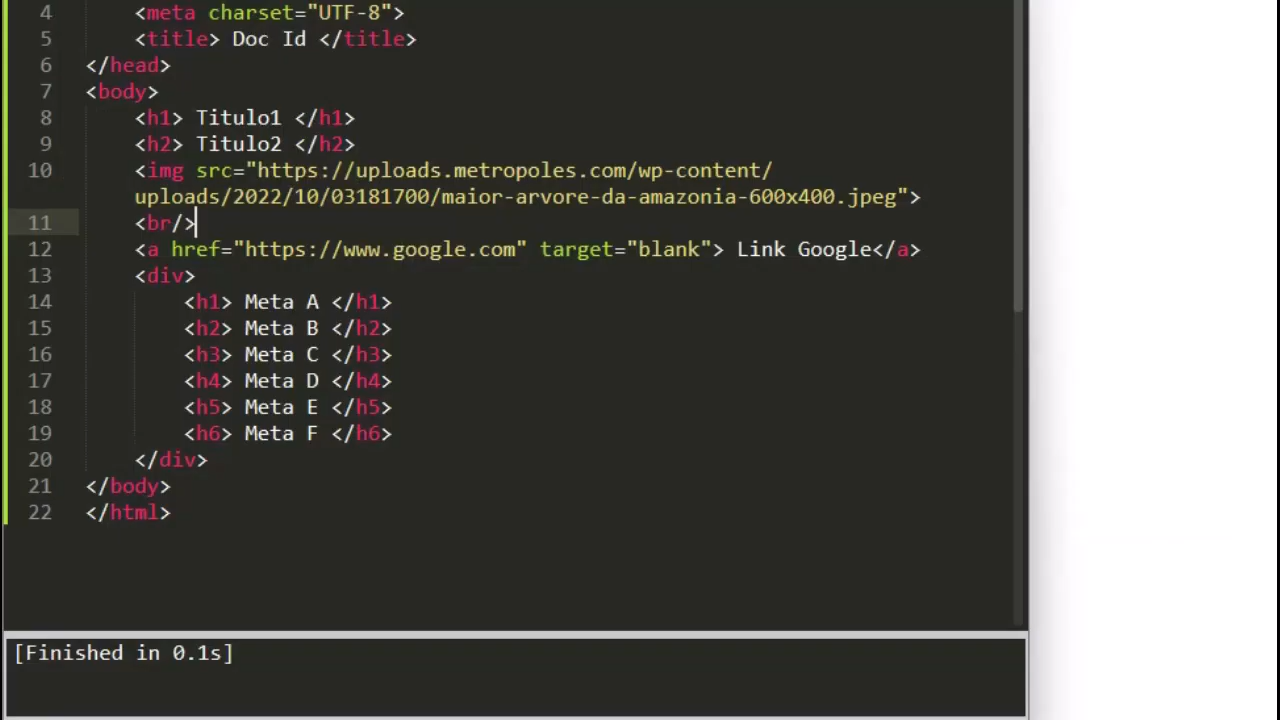 4 <meta charset="UTF-8">
5 <title> Doc Id </title>
6 </head>
7 <body>
8 <h1> Titulo1 </h1>
9 <h2> Titulo2 </h2>
10 <img src="https://uploads.metropoles.com/wp-content/
uploads/2022/10/03181700/maior-arvore-da-amazonia-600x400.jpeg">
11 <br/>
12 <a href="https://www.google.com" target="blank"> Link Google</a>
13 <div>
14 <h1> Meta A </h1>
15 <h2> Meta B </h2>
16 <h3> Meta C </h3>
17 <h4> Meta D </h4>
18 <h5> Meta E </h5>
19 <h6> Meta F </h6>
20 </div>
21 </body>
22 </html>
[Finished in 0.1s]